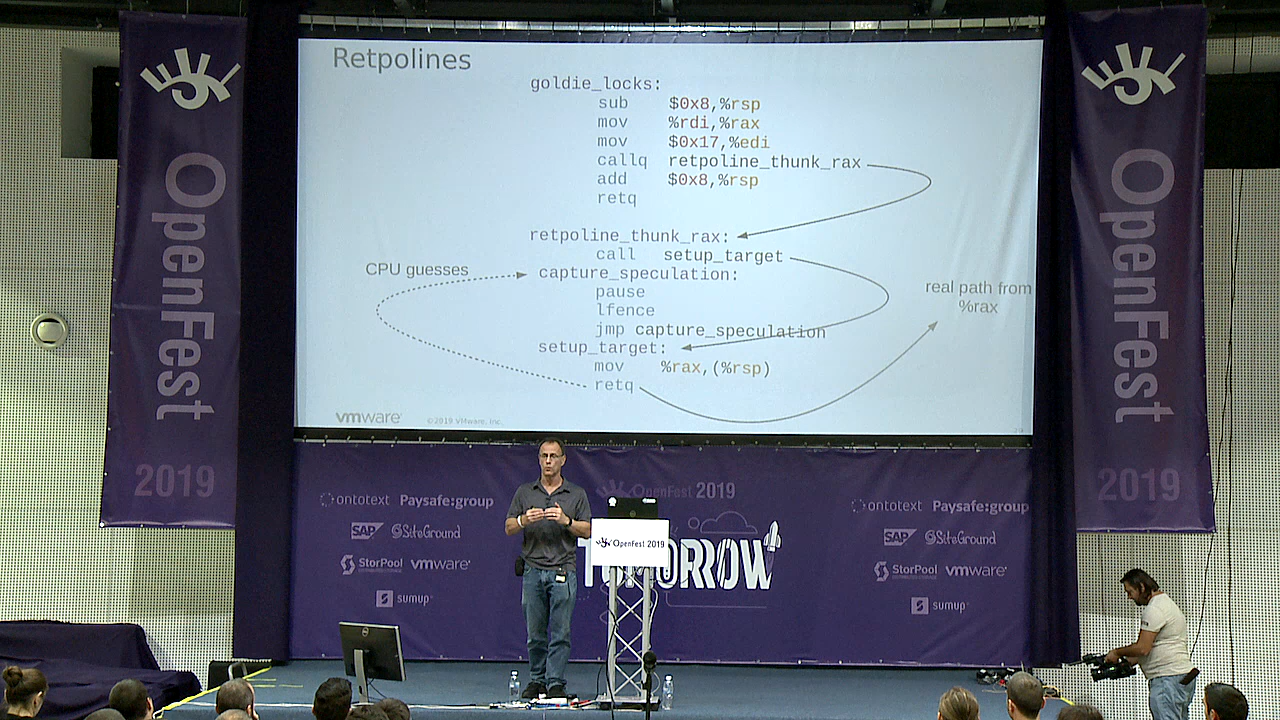 Retpolines
goldie_locks:
sub $0x8,%rsp
mov %rdi,%rax
mov $0x17,%edi
callq retpoline_thunk_rax
add $0x8,%rsp
retq
retpoline_thunk_rax:
call setup_target
CPU guesses
capture_speculation:
pause
lfence
jmp capture_speculation
setup_target:
mov %rax,(%rsp)
retq
real path from
%rax
vmware
©2019 VMware, Inc.
OpenFest
2019
OpenFest
2019
OpenFest 2019
ontotext Paysafe:group
SAP SiteGround
StorPool vmware
sumup
OpenFest 2019
ontotext Paysafe:group
SAP SiteGround
StorPool vmware
sumup